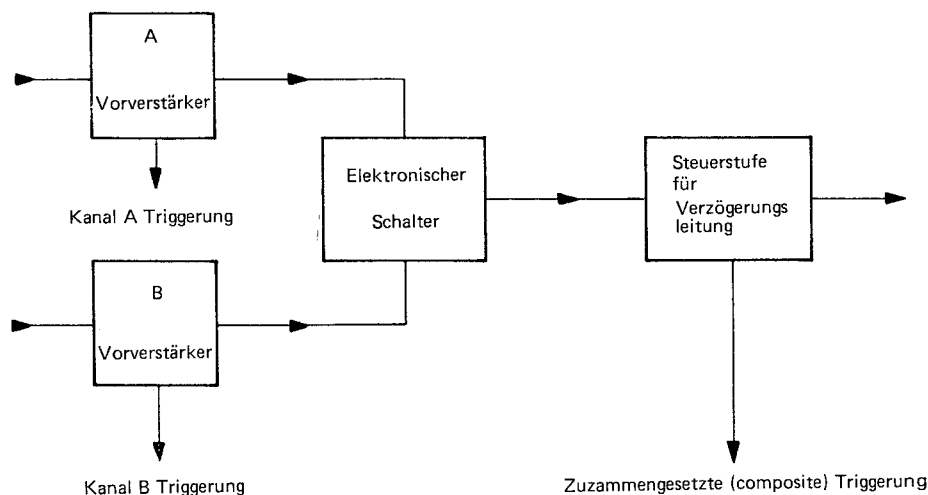 A
Vorverstärker
Kanal A Triggerung
Elektronischer
Schalter
Steuerstufe
für
Verzögerungs
leitung
B
Vorverstärker
Kanal B Triggerung
Zuzammengesetzte (composite) Triggerung